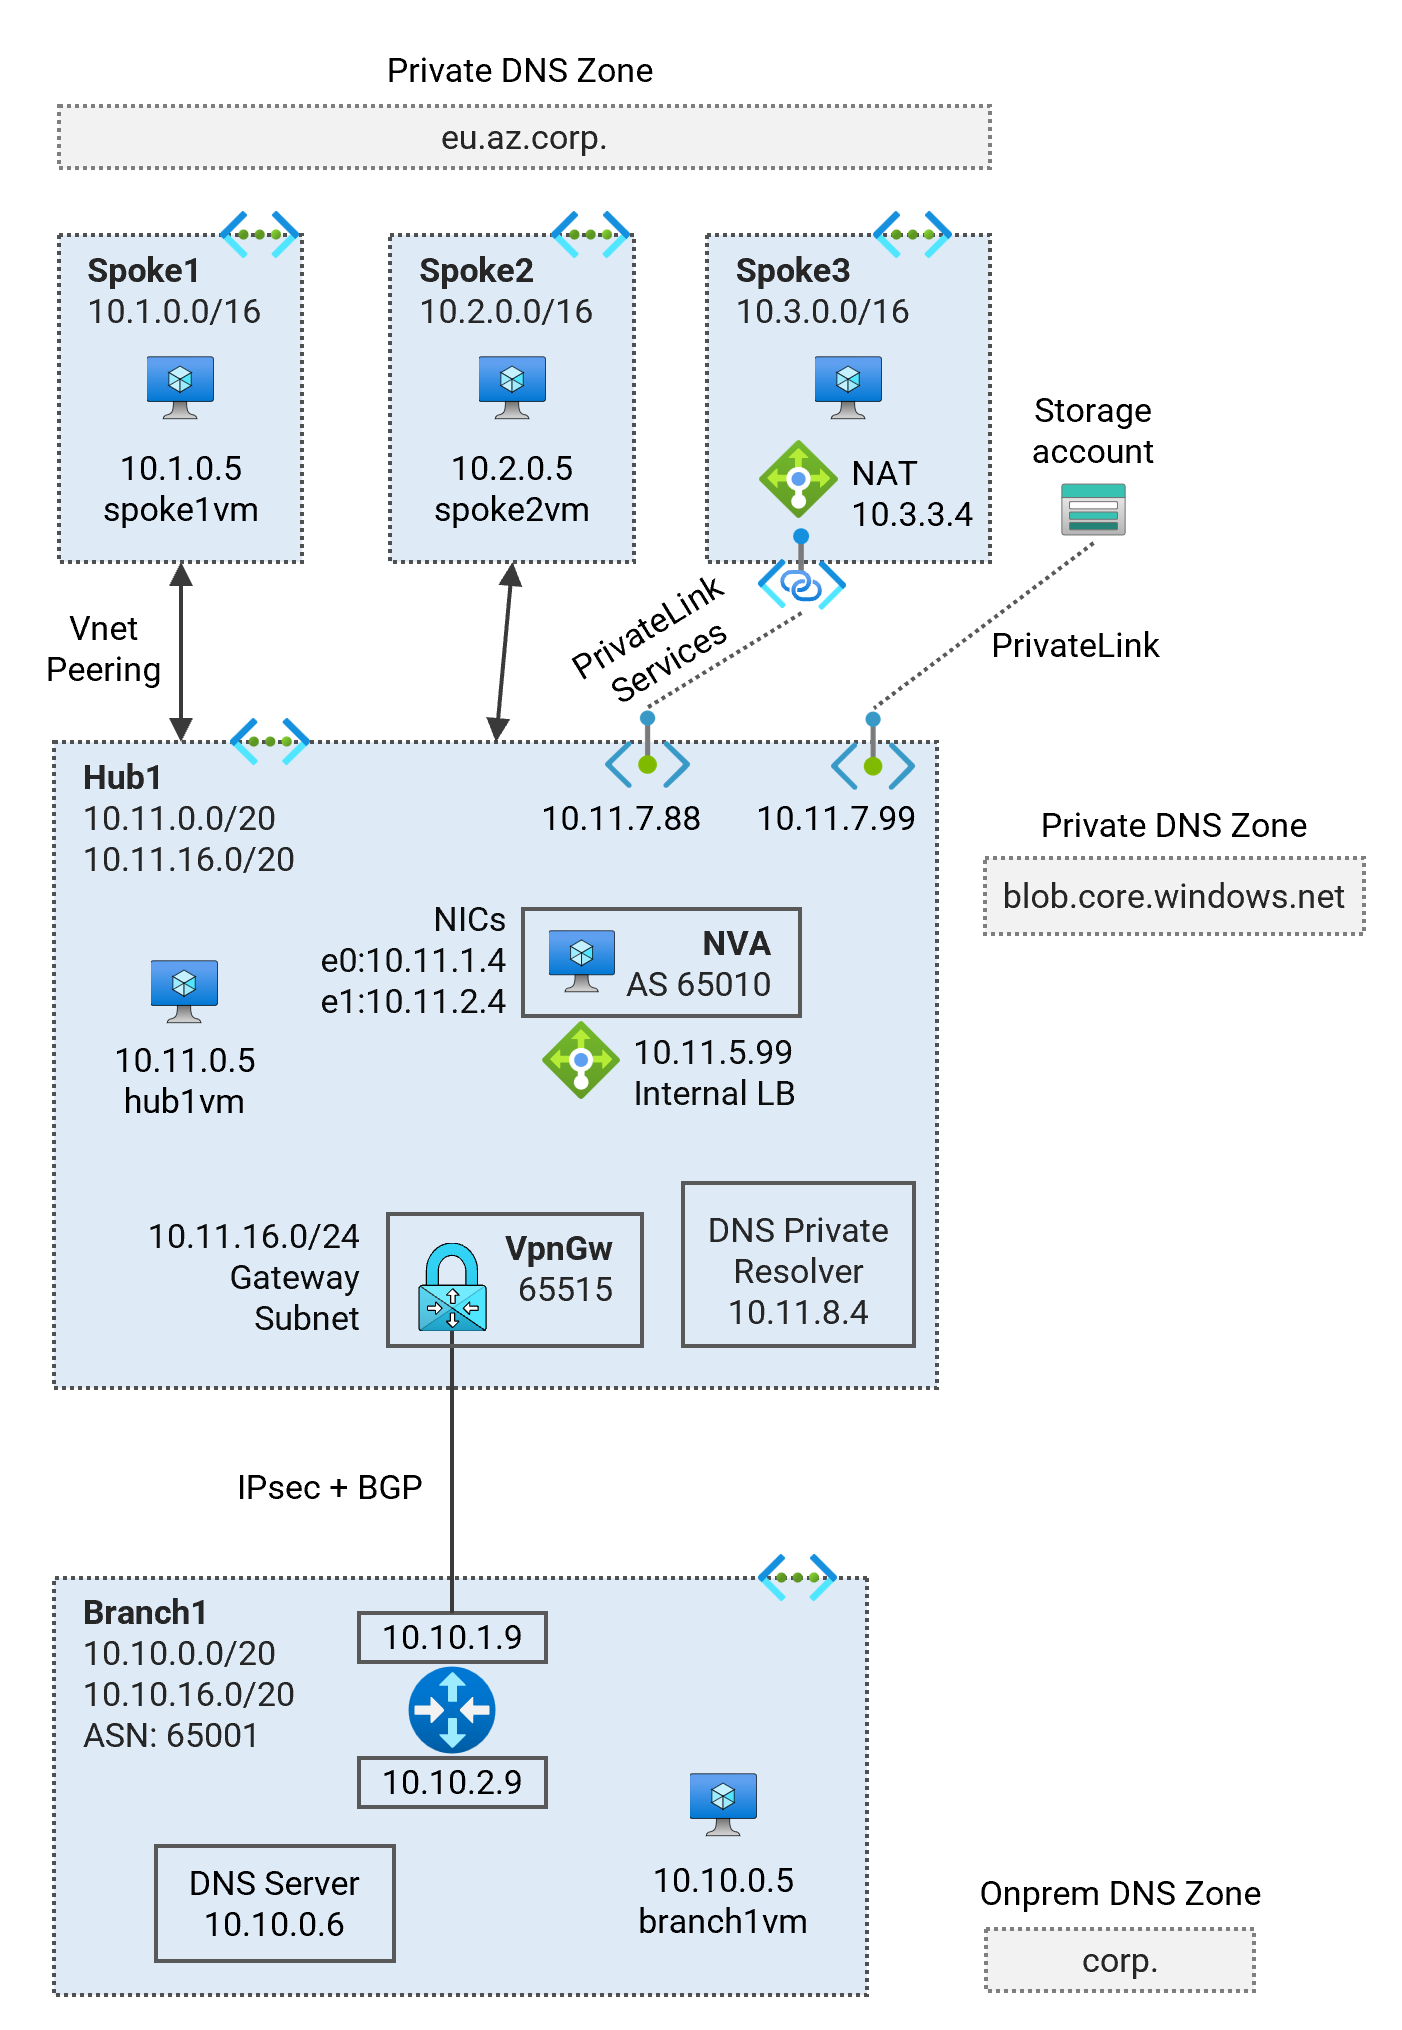 Private DNS Zone
eu.az.corp.
Spoke1
10.1.0.0/16
10.1.0.5
spoke1vm
Spoke2
10.2.0.0/16
10.2.0.5
spoke2vm
Spoke3
10.3.0.0/16
NAT
10.3.3.4
Storage
account
Vnet
Peering
PrivateLink
Services
PrivateLink
Hub1
10.11.0.0/20
10.11.16.0/20
10.11.7.88
10.11.7.99
Private DNS Zone
blob.core.windows.net
NICs
e0:10.11.1.4
e1:10.11.2.4
NVA
AS 65010
10.11.0.5
hub1vm
10.11.5.99
Internal LB
10.11.16.0/24
Gateway
Subnet
VpnGw
65515
DNS Private
Resolver
10.11.8.4
IPsec + BGP
Branch1
10.10.0.0/20
10.10.16.0/20
ASN: 65001
10.10.1.9
10.10.2.9
DNS Server
10.10.0.6
10.10.0.5
branch1vm
Onprem DNS Zone
corp.